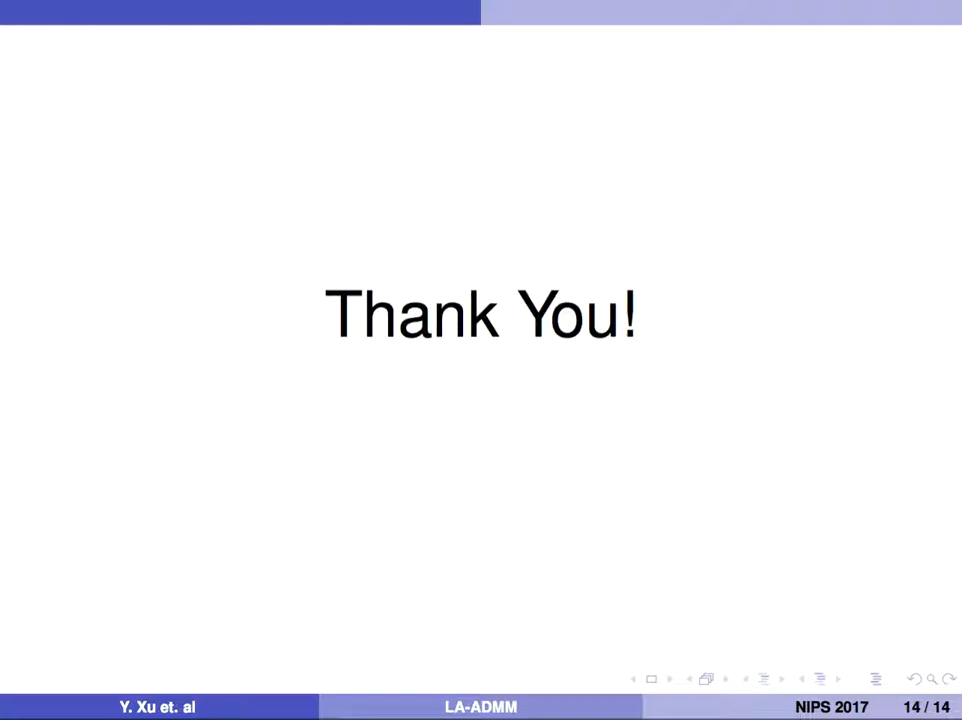 Thank You!
Y. Xu et. al
LA-ADMM
NIPS 2017
14 / 14